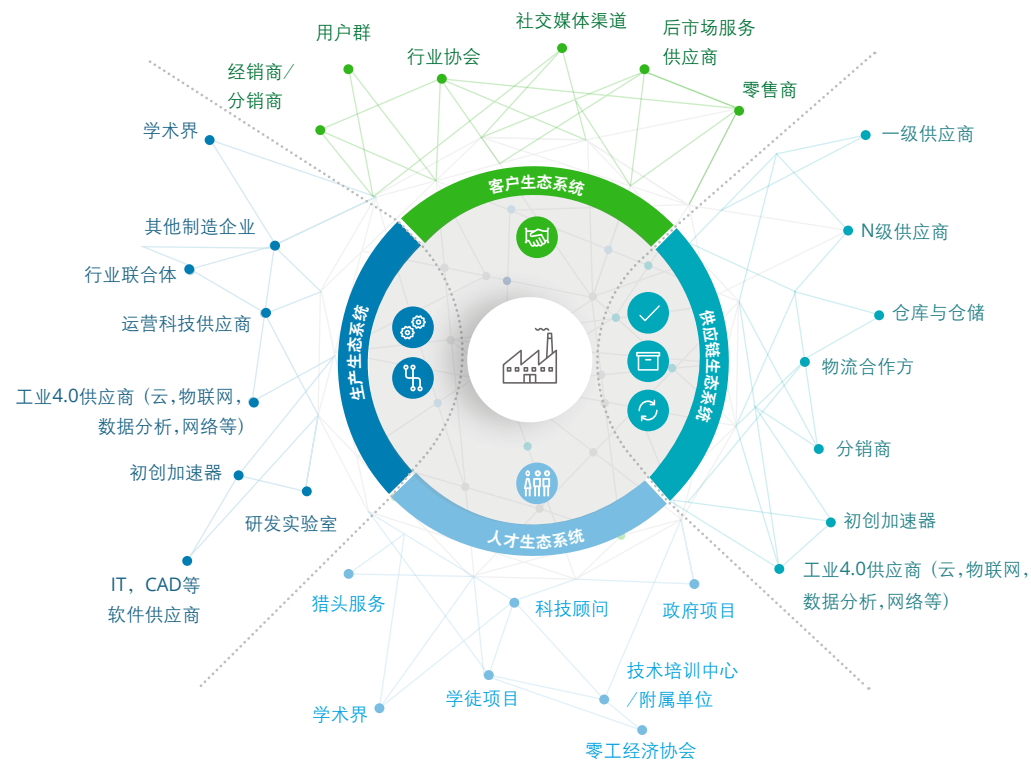 社交媒体渠道
用户群
后市场服务
供应商
行业协会
经销商/
分销商
零售商
学术界
一级供应商
客户生态系统
其他制造企业
N级供应商
行业联合体
仓库与仓储
运营科技供应商
生产生态系统
供应链生态系统
物流合作方
工业4.0供应商（云,物联网,
数据分析,网络等）
分销商
初创加速器
研发实验室
初创加速器
人才生态系统
IT，CAD等
软件供应商
工业4.0供应商（云,物联网,
数据分析,网络等）
猎头服务
科技顾问
政府项目
技术培训中心
/附属单位
学徒项目
学术界
零工经济协会